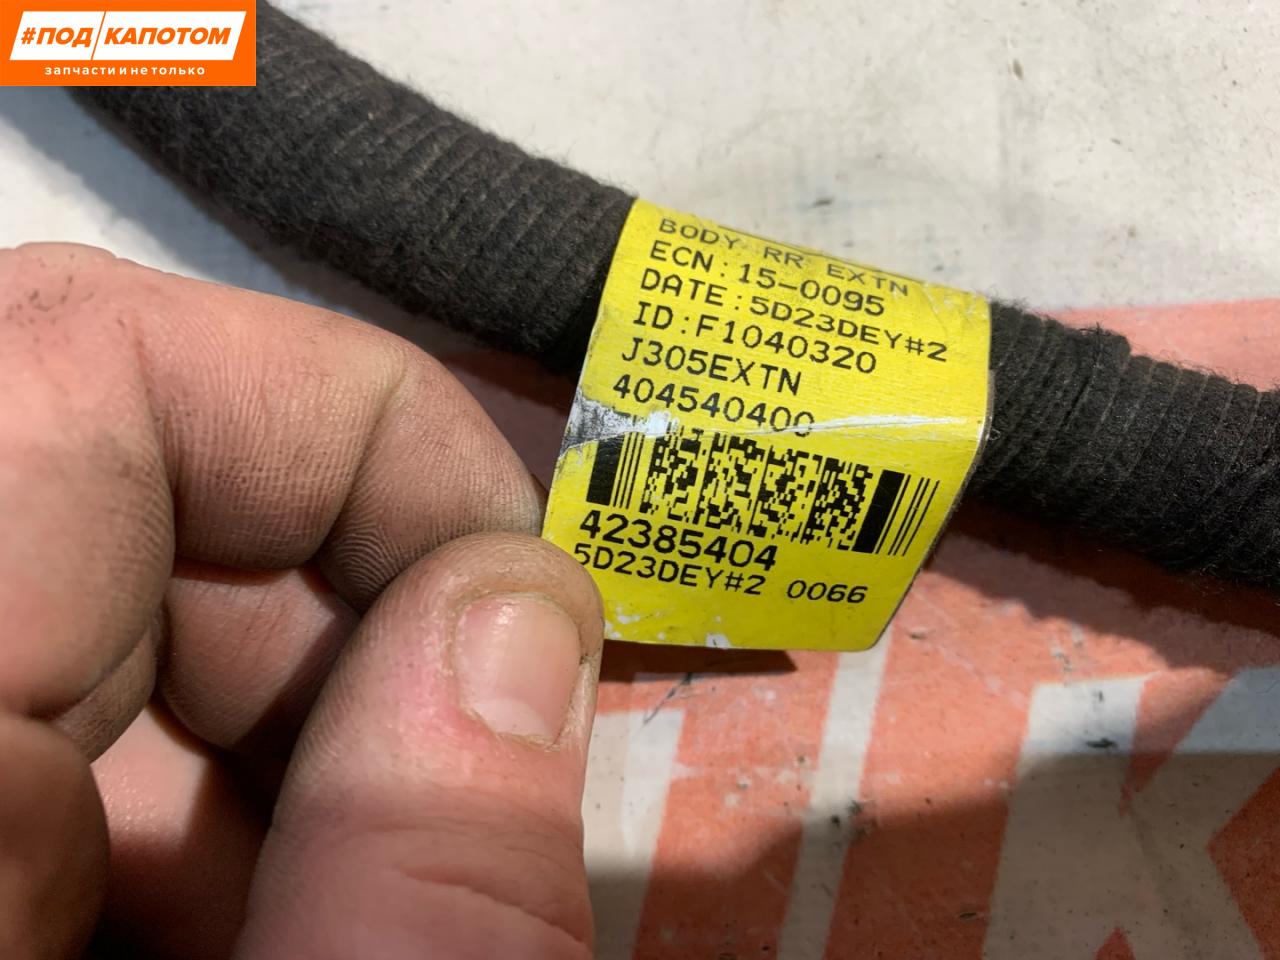 #ПОД КАПОТОМ
запчасти и не только
BODY RR EXTN
ECN:15-0095
DATE:5D23DEY#2
ID:F1040320
J305EXTN
404540400
42385404
5D23DEY#2 0066